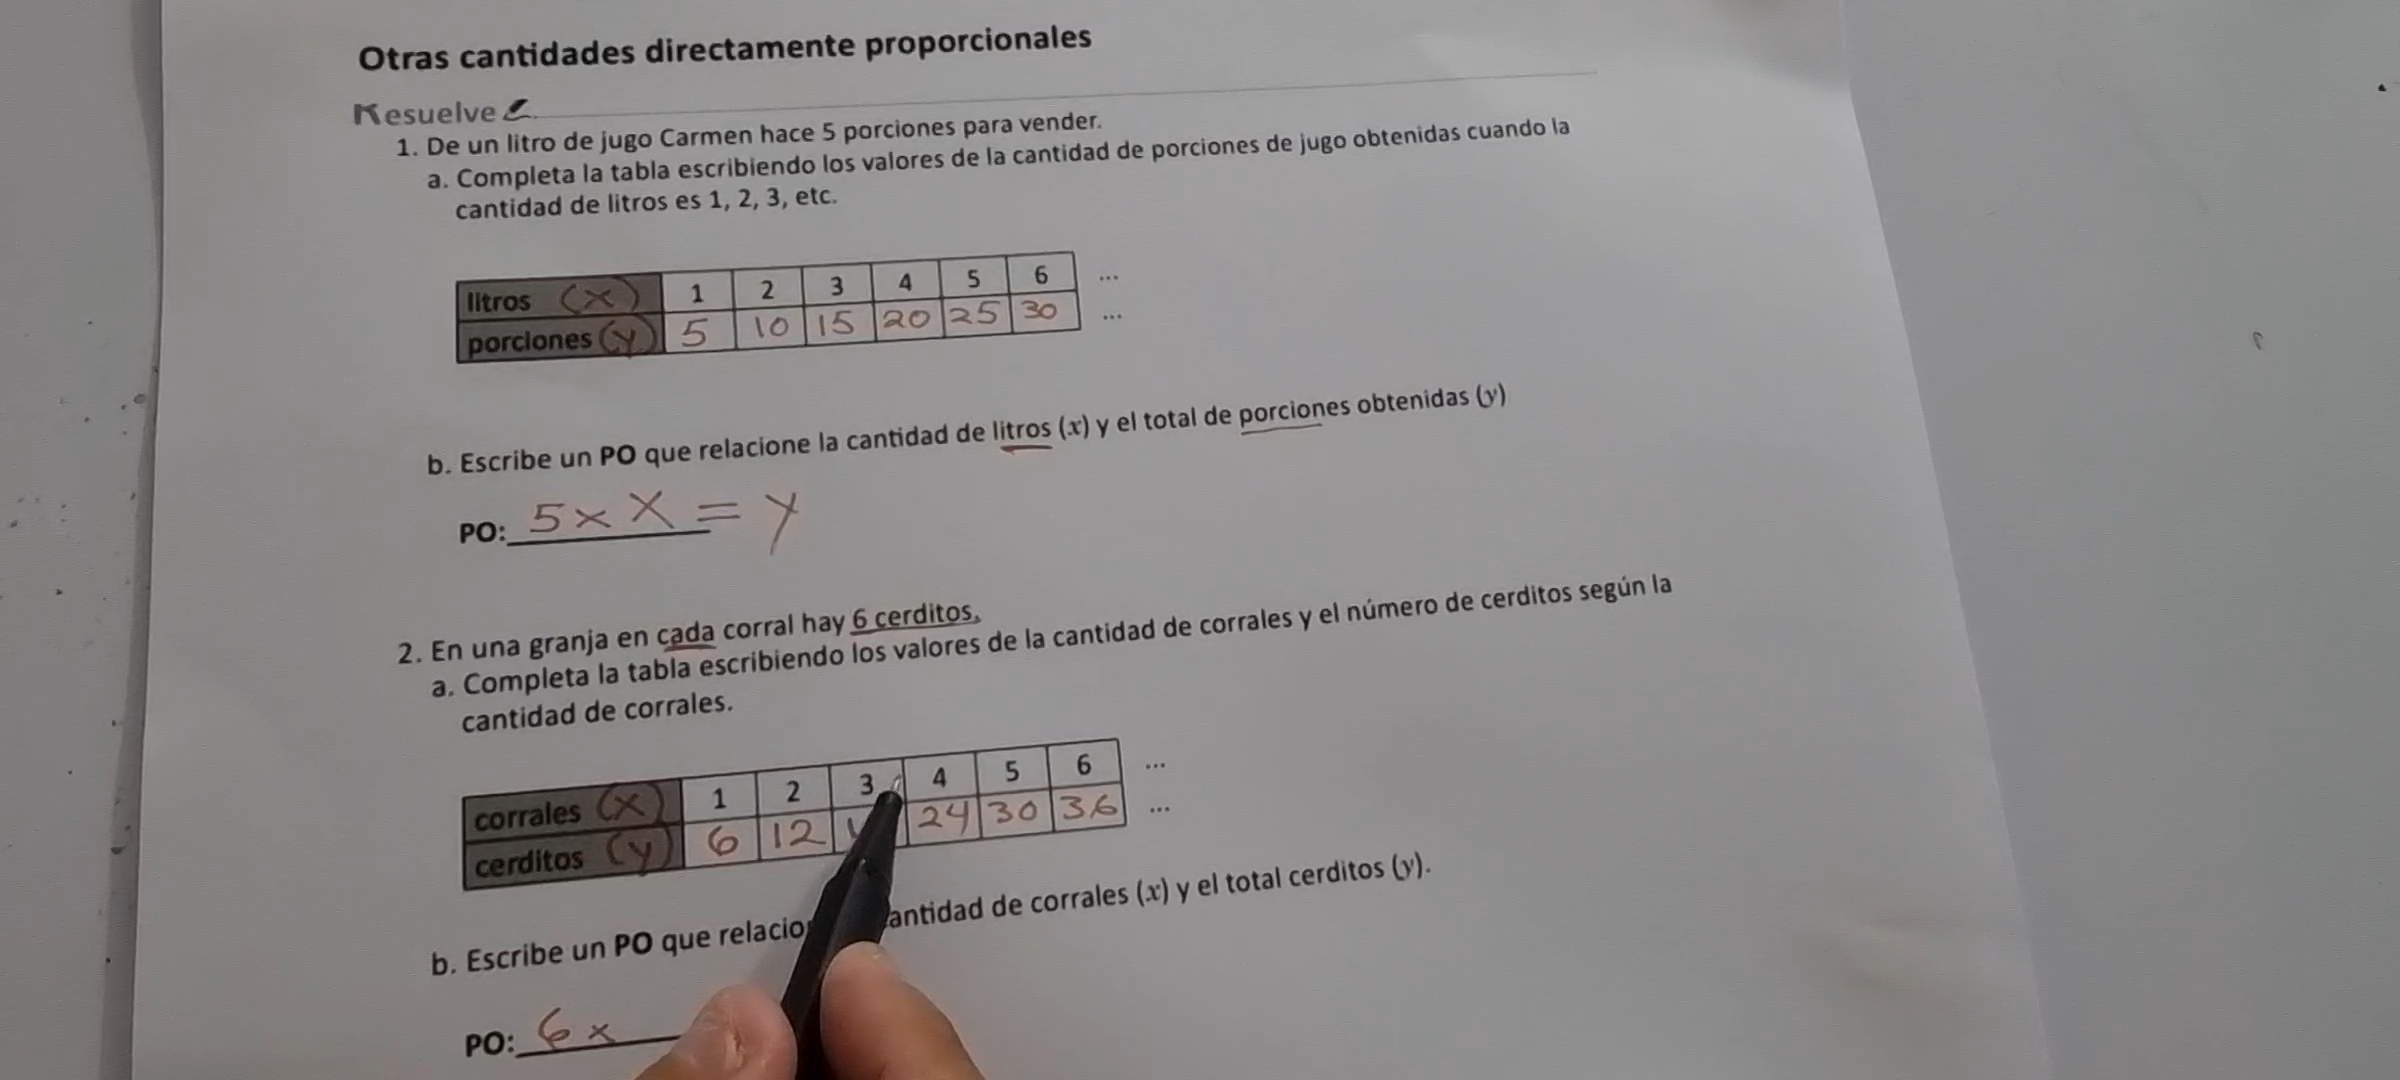 Otras cantidades directamente proporcionales
Resuelve
1. De un litro de jugo Carmen hace 5 porciones para vender.
a. Completa la tabla escribiendo los valores de la cantidad de porciones de jugo obtenidas cuando la
cantidad de litros es 1, 2, 3, etc.
litros (x) 1 2 3 4 5 6 ...
porciones (y) 5 10 15 20 25 30 ...
b. Escribe un PO que relacione la cantidad de litros (x) y el total de porciones obtenidas (y)
PO: 5 x x = y
2. En una granja en cada corral hay 6 cerditos.
a. Completa la tabla escribiendo los valores de la cantidad de corrales y el número de cerditos según la
cantidad de corrales.
corrales (x) 1 2 3 4 5 6 ...
cerditos (y) 6 12 24 30 36 ...
b. Escribe un PO que antidad de corrales (x) y el total cerditos (y).
PO: 6 x